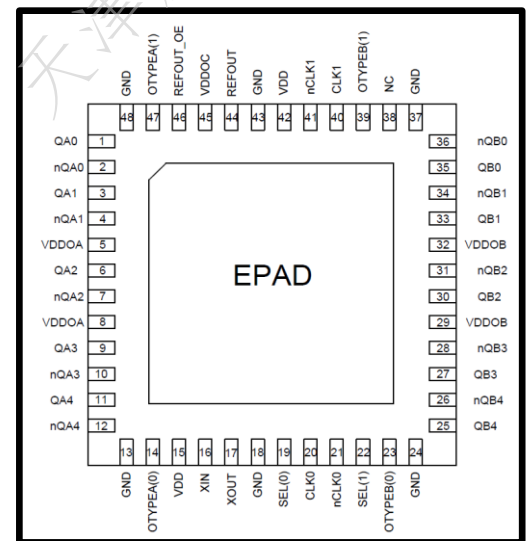 天津
GND
OTYPEA(1)
REFOUT_OE
VDDOC
REFOUT
GND
VDD
nCLK1
CLK1
OTYPEB(1)
NC
GND
48 47 46 45 44 43 42 41 40 39 38 37
QA0 1
nQA0 2
QA1 3
nQA1 4
VDDOA 5
QA2 6
nQA2 7
VDDOA 8
QA3 9
nQA3 10
QA4 11
nQA4 12
EPAD
36 nQB0
35 QB0
34 nQB1
33 QB1
32 VDDOB
31 nQB2
30 QB2
29 VDDOB
28 nQB3
27 QB3
26 nQB4
25 QB4
13 14 15 16 17 18 19 20 21 22 23 24
GND
OTYPEA(0)
VDD
XIN
XOUT
GND
SEL(0)
CLK0
nCLK0
SEL(1)
OTYPEB(0)
GND